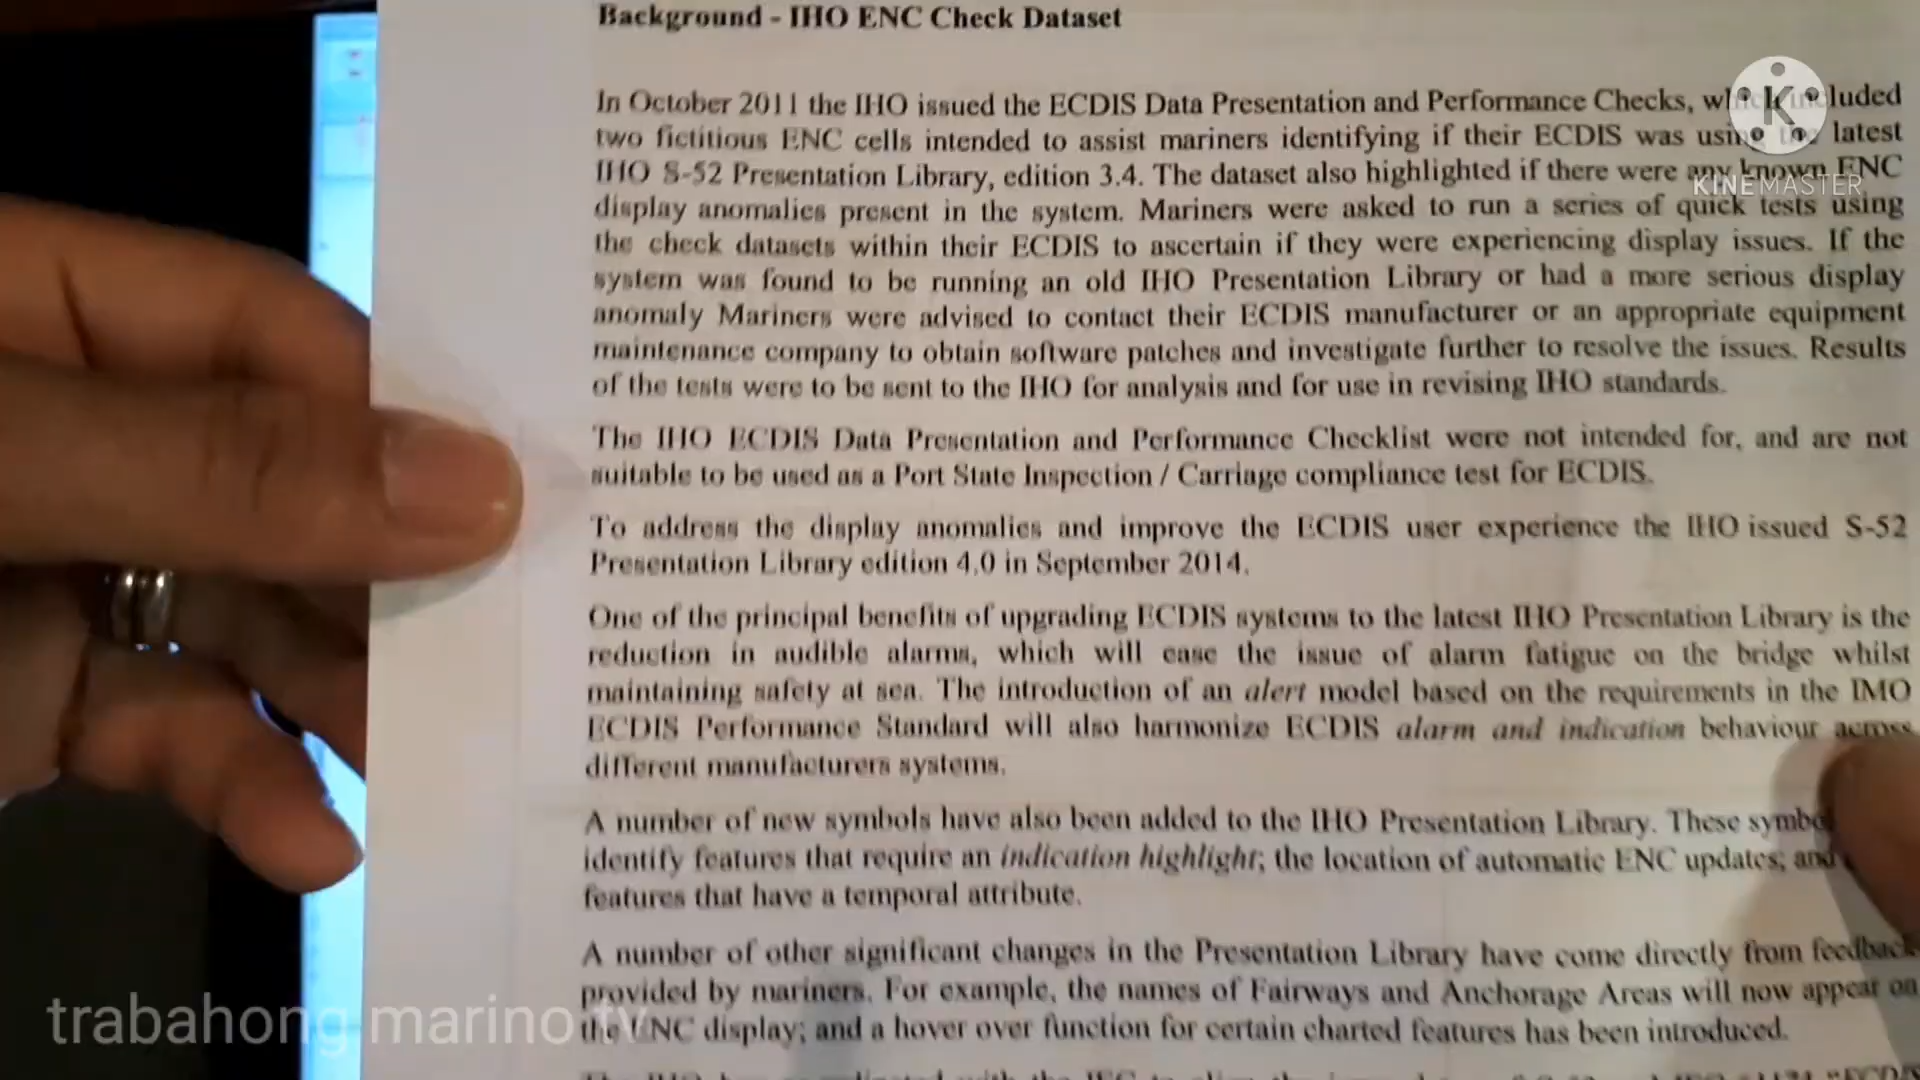 Background - IHO ENC Check Dataset
In October 2011 the IHO issued the ECDIS Data Presentation and Performance Checks, which included
two fictitious ENC cells intended to assist mariners identifying if their ECDIS was using the latest
IHO S-52 Presentation Library, edition 3.4. The dataset also highlighted if there were any known ENC
display anomalies present in the system. Mariners were asked to run a series of quick tests using
the check datasets within their ECDIS to ascertain if they were experiencing display issues. If the
system was found to be running an old IHO Presentation Library or had a more serious display
anomaly Mariners were advised to contact their ECDIS manufacturer or an appropriate equipment
maintenance company to obtain software patches and investigate further to resolve the issues. Results
of the tests were to be sent to the IHO for analysis and for use in revising IHO standards.
The IHO ECDIS Data Presentation and Performance Checklist were not intended for, and are not
suitable to be used as a Port State Inspection / Carriage compliance test for ECDIS.
To address the display anomalies and improve the ECDIS user experience the IHO issued S-52
Presentation Library edition 4.0 in September 2014.
One of the principal benefits of upgrading ECDIS systems to the latest IHO Presentation Library is the
reduction in audible alarms, which will ease the issue of alarm fatigue on the bridge whilst
maintaining safety at sea. The introduction of an alert model based on the requirements in the IMO
ECDIS Performance Standard will also harmonize ECDIS alarm and indication behaviour across
different manufacturers systems.
A number of new symbols have also been added to the IHO Presentation Library. These
identify features that require an indication highlight; the location of automatic ENC updates; and
features that have a temporal attribute.
A number of other significant changes in the Presentation Library have come directly from feedback
provided by mariners. For example, the names of Fairways and Anchorage Areas will now appear on
the ENC display; and a hover over function for certain charted features has been introduced.
K
KINEMASTER
trabahong marino tv